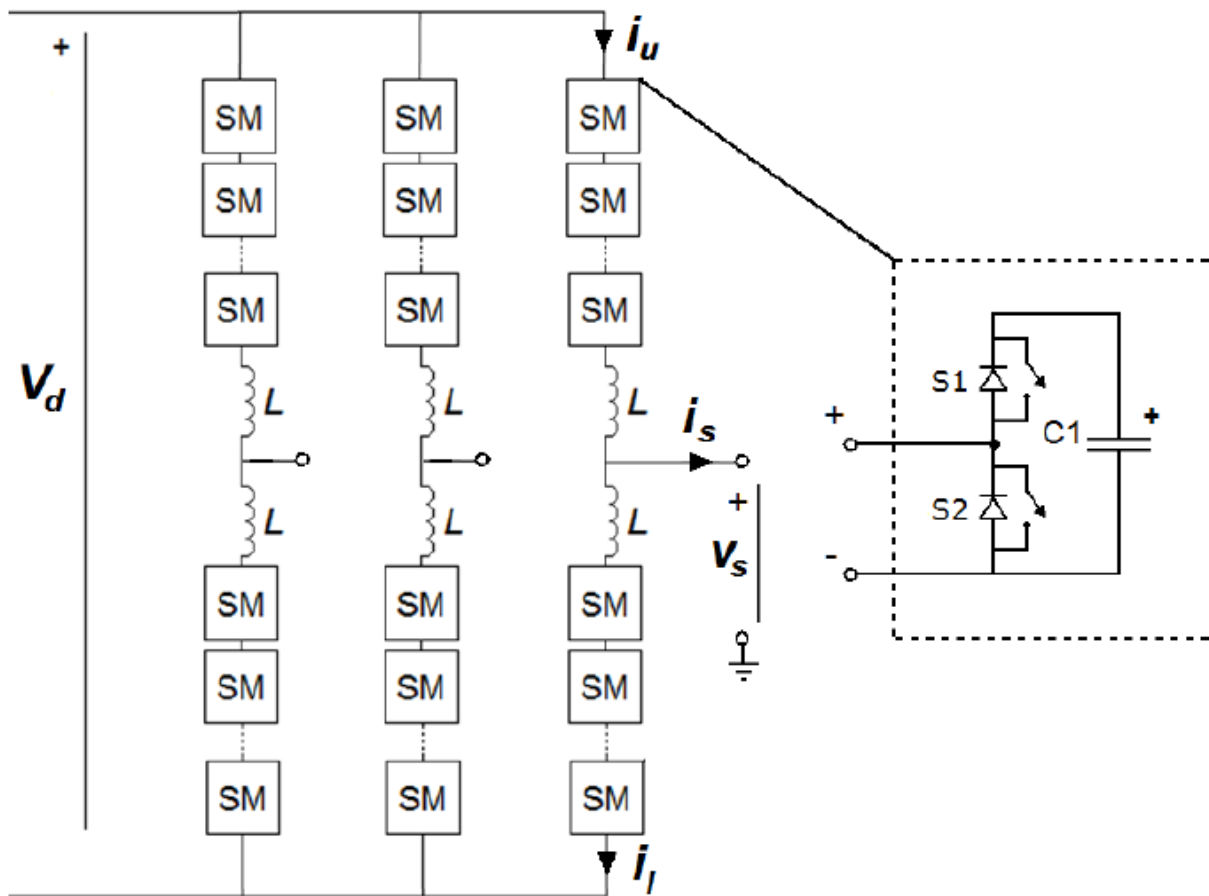 + i_u
SM SM SM
SM SM SM
SM SM SM
V_d
L L L
i_s
L L L
+
V_s
SM SM SM
SM SM SM
SM SM SM
i_l
S1
+ C1 +
S2
-